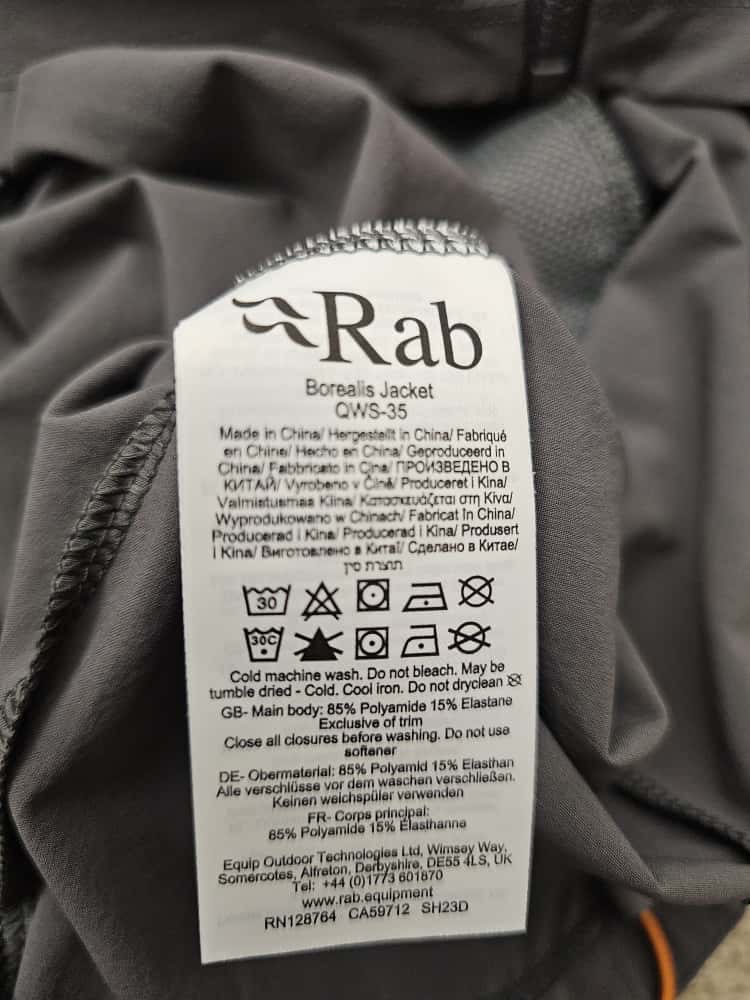 Rab
Borealis Jacket
QWS-35
Made in China/ Hergestellt in China/ Fabriqué
en Chine/ Hecho en China/ Geproduceerd in
China/ Fabbricato in Cina/ ПРОИЗВЕДЕНО В
КИТАЙ/ Vyrobeno v Číně/ Produceret i Kina/
Valmistusmaa Kiina/ Κατασκευάζεται στη Κίνα/
Wyprodukowano w Chinach/ Fabricat în China/
Producerad i Kina/ Producerad i Kina/ Produsert
i Kina/ Виготовлено в Китаї/ Сделано в Китае/
תוצרת סין
30
30C
Cold machine wash. Do not bleach. May be
tumble dried - Cold. Cool iron. Do not dryclean
GB- Main body: 85% Polyamide 15% Elastane
Exclusive of trim
Close all closures before washing. Do not use
softener
DE- Obermaterial: 85% Polyamid 15% Elasthan
Alle verschlüsse vor dem waschen verschließen.
Keinen weichspüler verwenden
FR- Corps principal:
85% Polyamide 15% Élasthanne
Equip Outdoor Technologies Ltd, Wimsey Way,
Somercotes, Alfreton, Derbyshire, DE55 4LS, UK
Tel: +44 (0)1773 601870
www.rab.equipment
RN128764 CA59712 SH23D